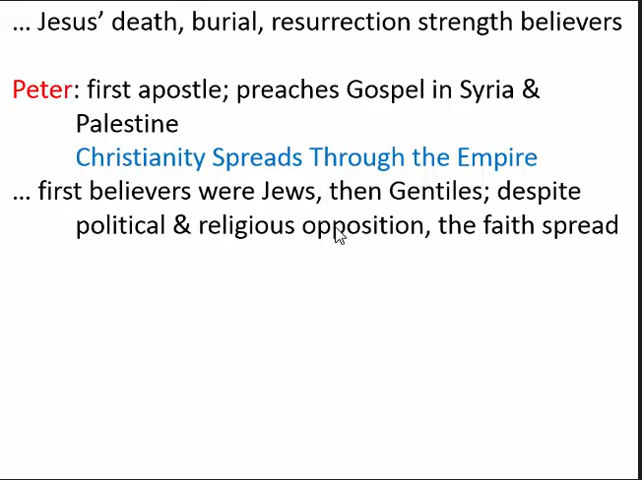 ... Jesus’ death, burial, resurrection strength believers
Peter: first apostle; preaches Gospel in Syria &
Palestine
Christianity Spreads Through the Empire
... first believers were Jews, then Gentiles; despite
political & religious opposition, the faith spread